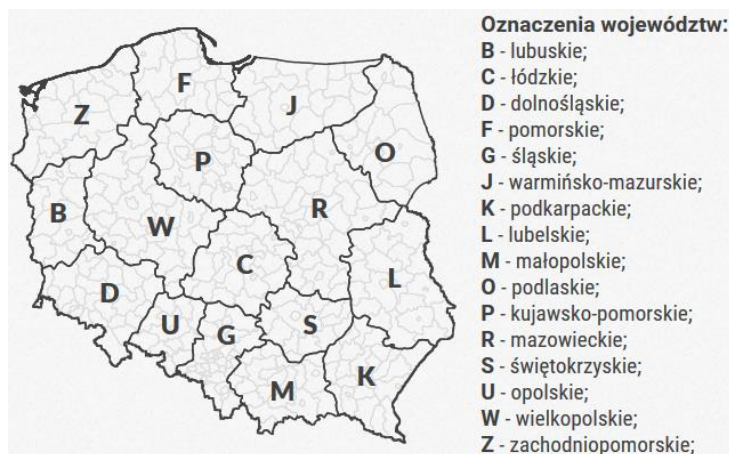 Oznaczenia województw:
B - lubuskie;
C - łódzkie;
D - dolnośląskie;
F - pomorskie;
G - śląskie;
J - warmińsko-mazurskie;
K - podkarpackie;
L - lubelskie;
M - małopolskie;
O - podlaskie;
P - kujawsko-pomorskie;
R - mazowieckie;
S - świętokrzyskie;
U - opolskie;
W - wielkopolskie;
Z - zachodniopomorskie;
F
J
Z
P
O
B
W
R
C
L
D
U
G
S
M
K